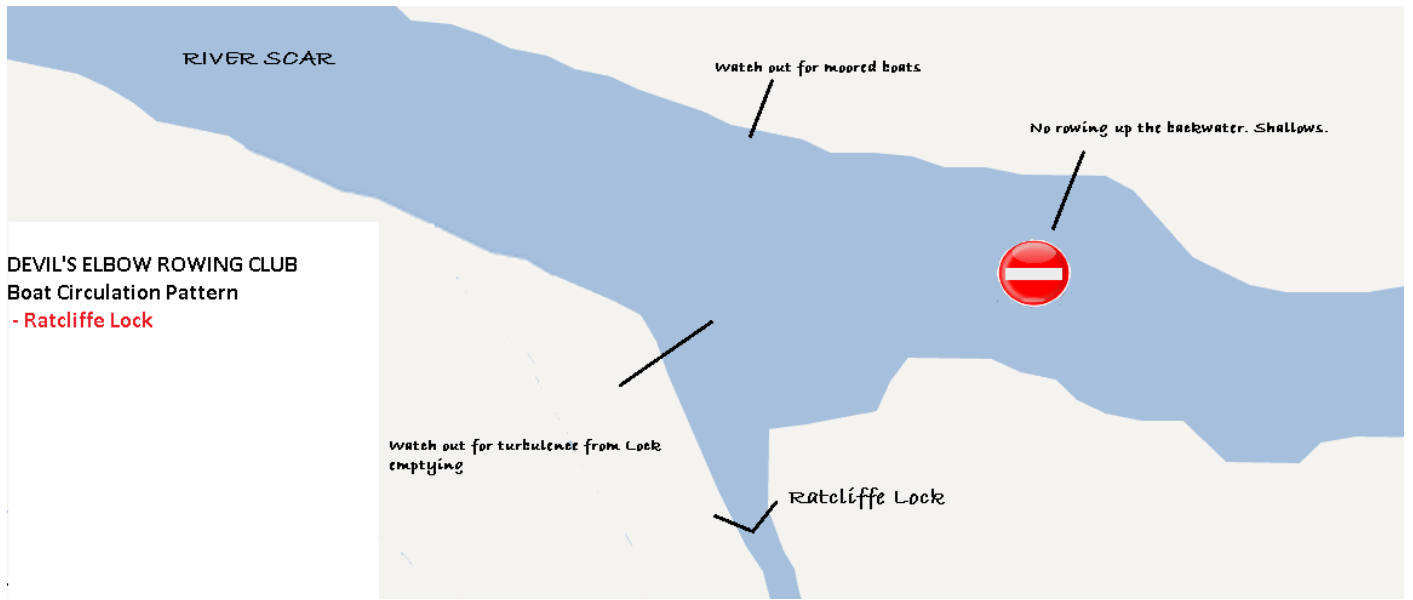 RIVER SCAR
Watch out for moored boats
No rowing up the backwater. Shallows.
DEVIL'S ELBOW ROWING CLUB
Boat Circulation Pattern
- Ratcliffe Lock
Watch out for turbulence from Lock
emptying
Ratcliffe Lock